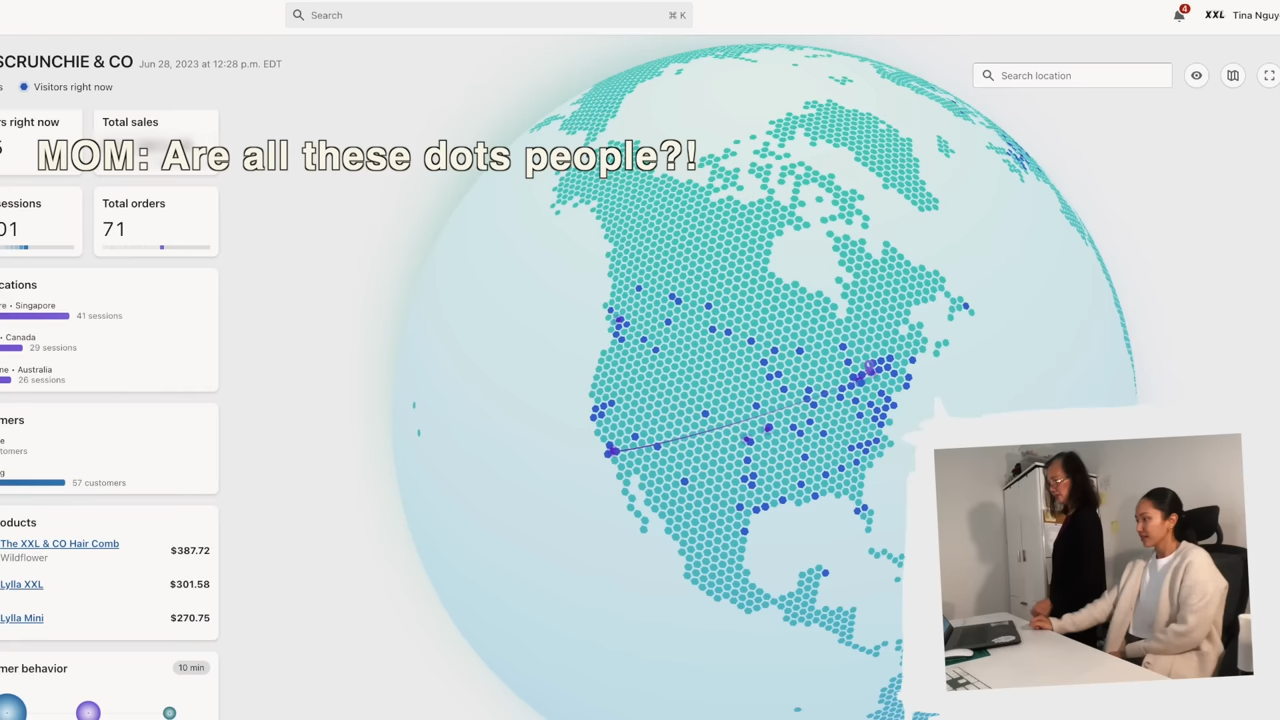 Search
⌘ K
4
XXL
Tina Nguy
SCRUNCHIE & CO
Jun 28, 2023 at 12:28 p.m. EDT
s
Visitors right now
Search location
rs right now
Total sales
5
MOM: Are all these dots people?!
sessions
Total orders
01
71
cations
re • Singapore
41 sessions
• Canada
29 sessions
ne • Australia
26 sessions
mers
e
tomers
g
57 customers
oducts
The XXL & CO Hair Comb
$387.72
Wildflower
Lylla XXL
$301.58
Lylla Mini
$270.75
mer behavior
10 min